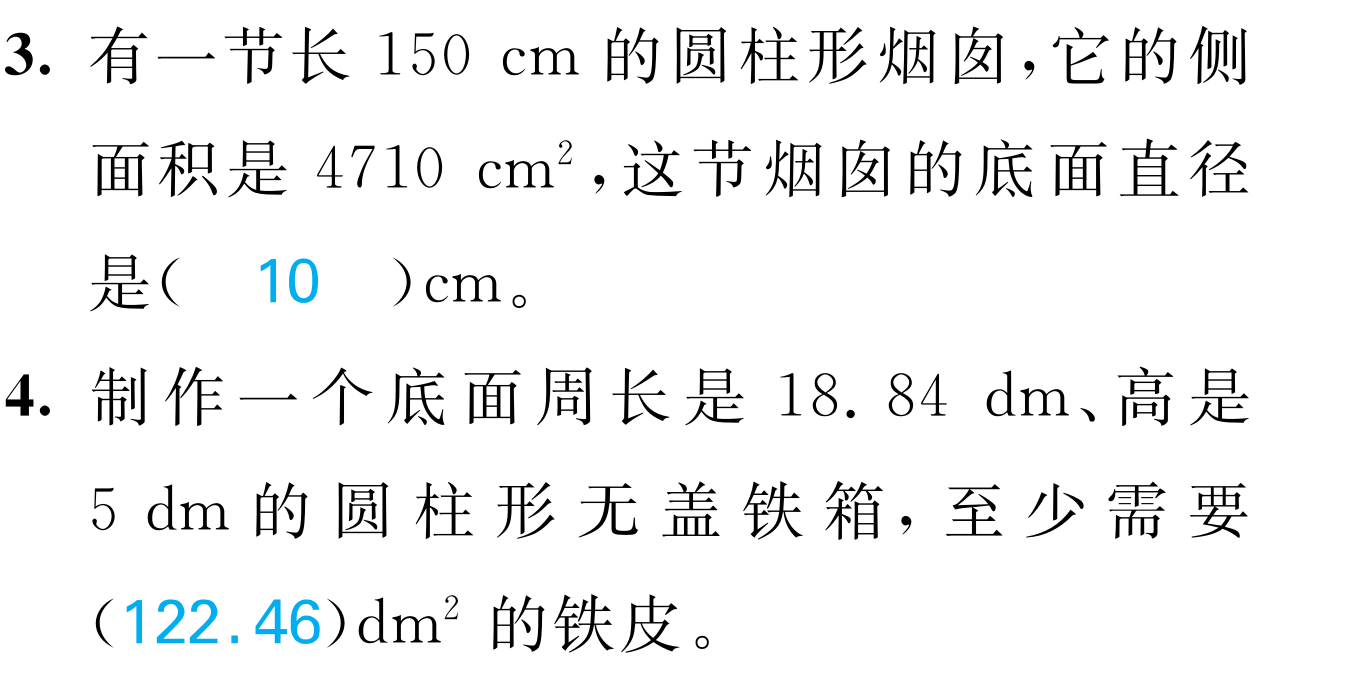 3. 有一节长 150 cm 的圆柱形烟囱,它的侧
面积是 4710 cm²,这节烟囱的底面直径
是( 10 )cm。
4. 制作一个底面周长是 18.84 dm、高是
5 dm 的圆柱形无盖铁箱,至少需要
(122.46)dm² 的铁皮。